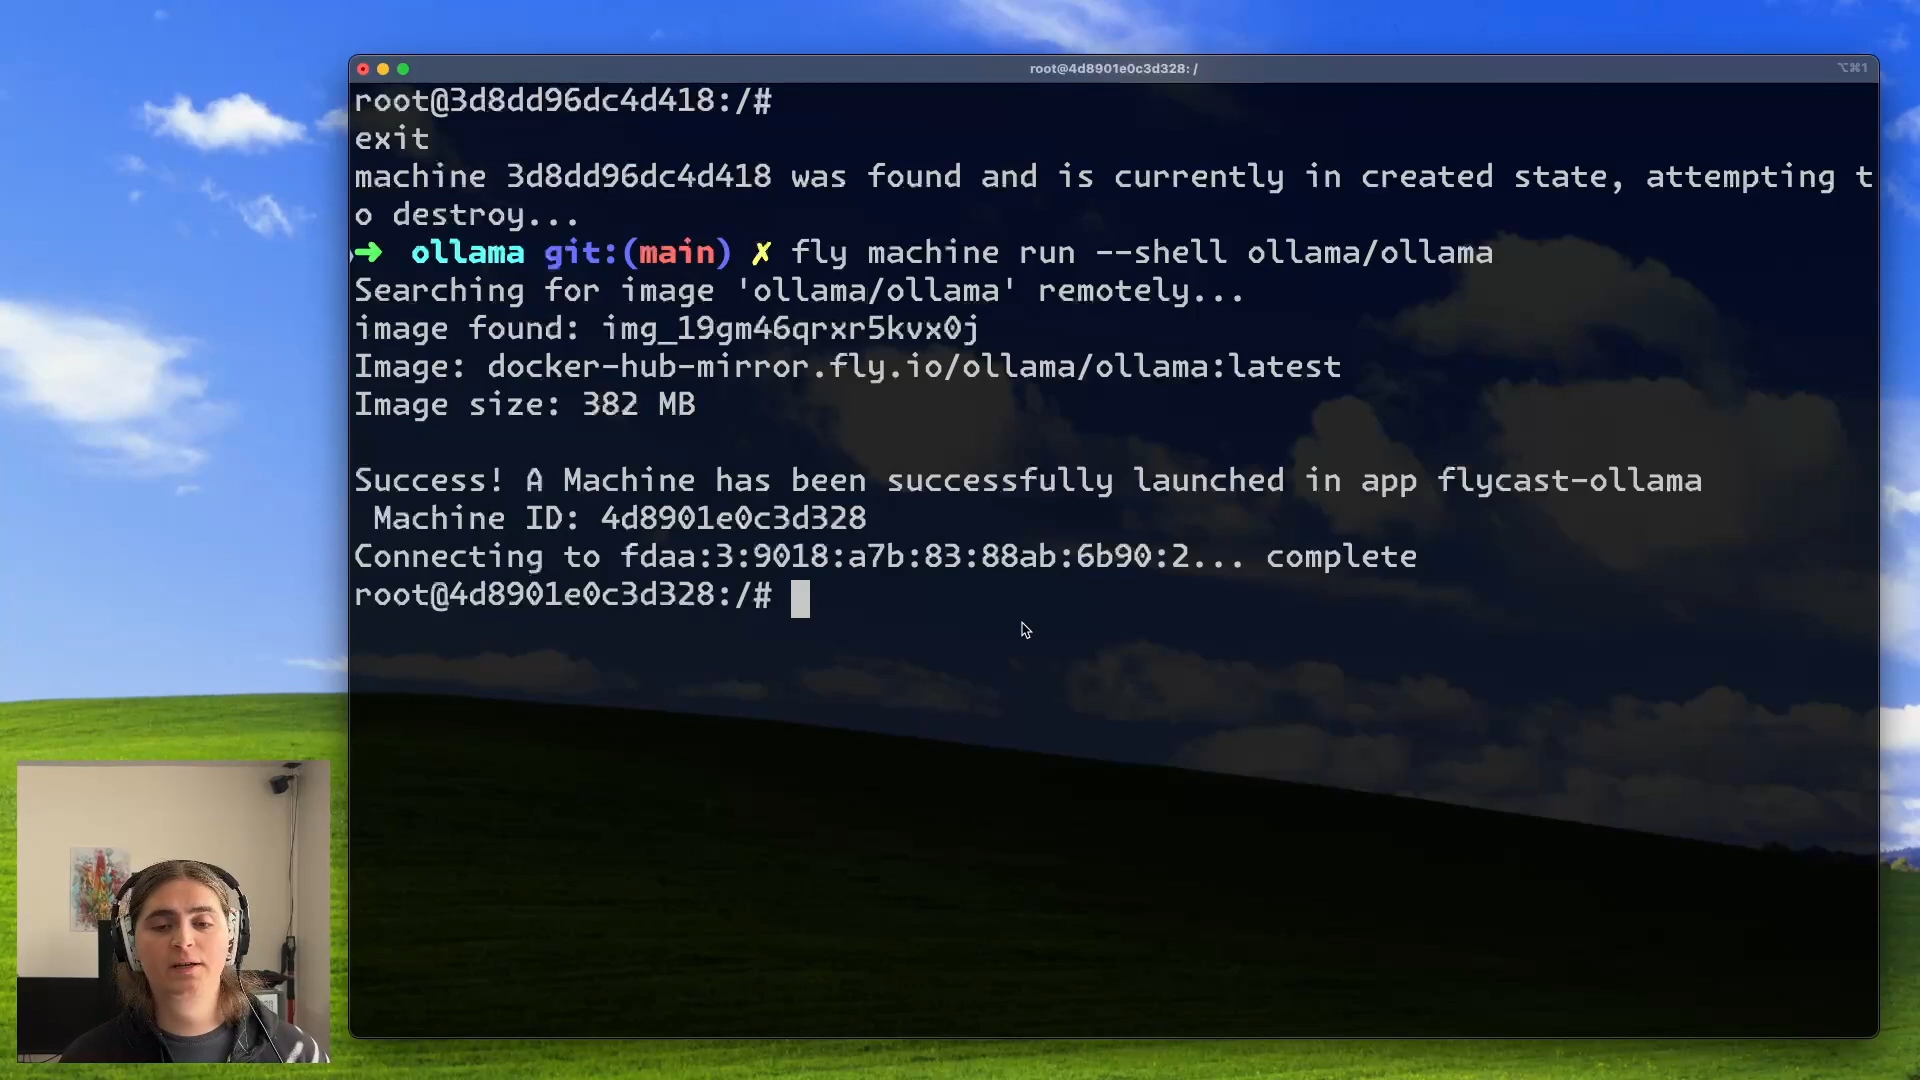 root@4d8901e0c3d328: /
⌥⌘1
root@3d8dd96dc4d418:/#
exit
machine 3d8dd96dc4d418 was found and is currently in created state, attempting t
o destroy...
➜ ollama git:(main) ✗ fly machine run --shell ollama/ollama
Searching for image 'ollama/ollama' remotely...
image found: img_19gm46qrxr5kvx0j
Image: docker-hub-mirror.fly.io/ollama/ollama:latest
Image size: 382 MB
Success! A Machine has been successfully launched in app flycast-ollama
Machine ID: 4d8901e0c3d328
Connecting to fdaa:3:9018:a7b:83:88ab:6b90:2... complete
root@4d8901e0c3d328:/#